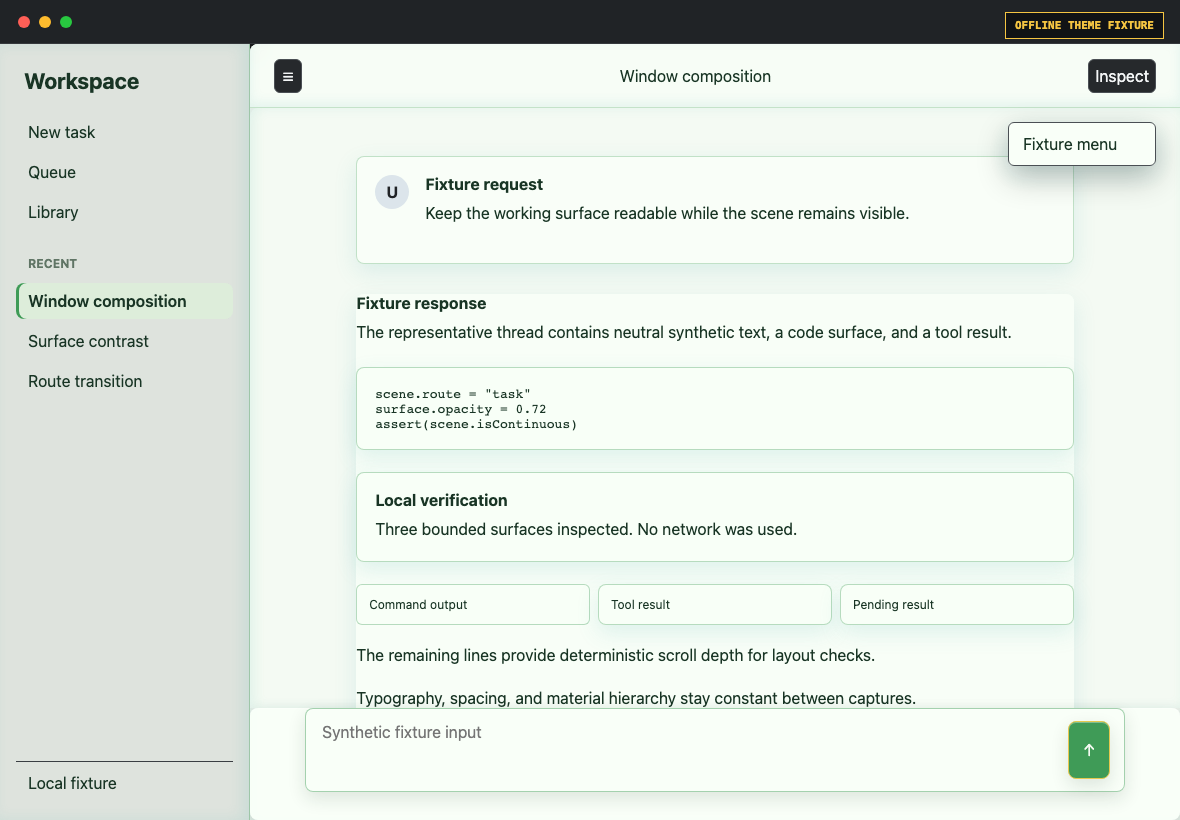 OFFLINE THEME FIXTURE
Workspace
New task
Queue
Library
RECENT
Window composition
Surface contrast
Route transition
Local fixture
Window composition
Inspect
Fixture menu
U
Fixture request
Keep the working surface readable while the scene remains visible.
Fixture response
The representative thread contains neutral synthetic text, a code surface, and a tool result.
scene.route = "task"
surface.opacity = 0.72
assert(scene.isContinuous)
Local verification
Three bounded surfaces inspected. No network was used.
Command output
Tool result
Pending result
The remaining lines provide deterministic scroll depth for layout checks.
Typography, spacing, and material hierarchy stay constant between captures.
Synthetic fixture input